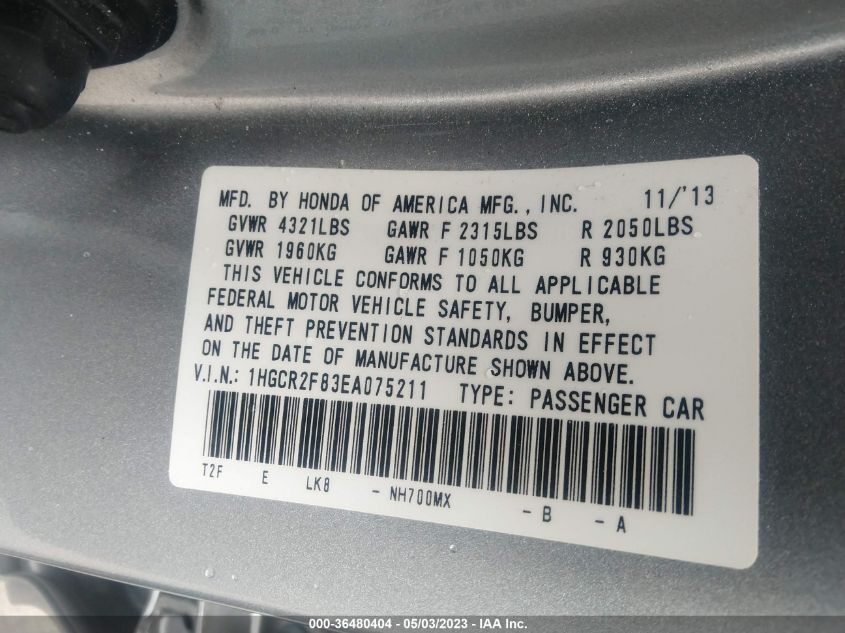 MFD. BY HONDA OF AMERICA MFG., INC. 11/'13
GVWR 4321LBS GAWR F 2315LBS R 2050LBS
GVWR 1960KG GAWR F 1050KG R 930KG
THIS VEHICLE CONFORMS TO ALL APPLICABLE
FEDERAL MOTOR VEHICLE SAFETY, BUMPER,
AND THEFT PREVENTION STANDARDS IN EFFECT
ON THE DATE OF MANUFACTURE SHOWN ABOVE.
V.I.N.: 1HGCR2F83EA075211 TYPE: PASSENGER CAR
T2F E LK8 - NH700MX - B - A
000-36480404 - 05/03/2023 - IAA Inc.